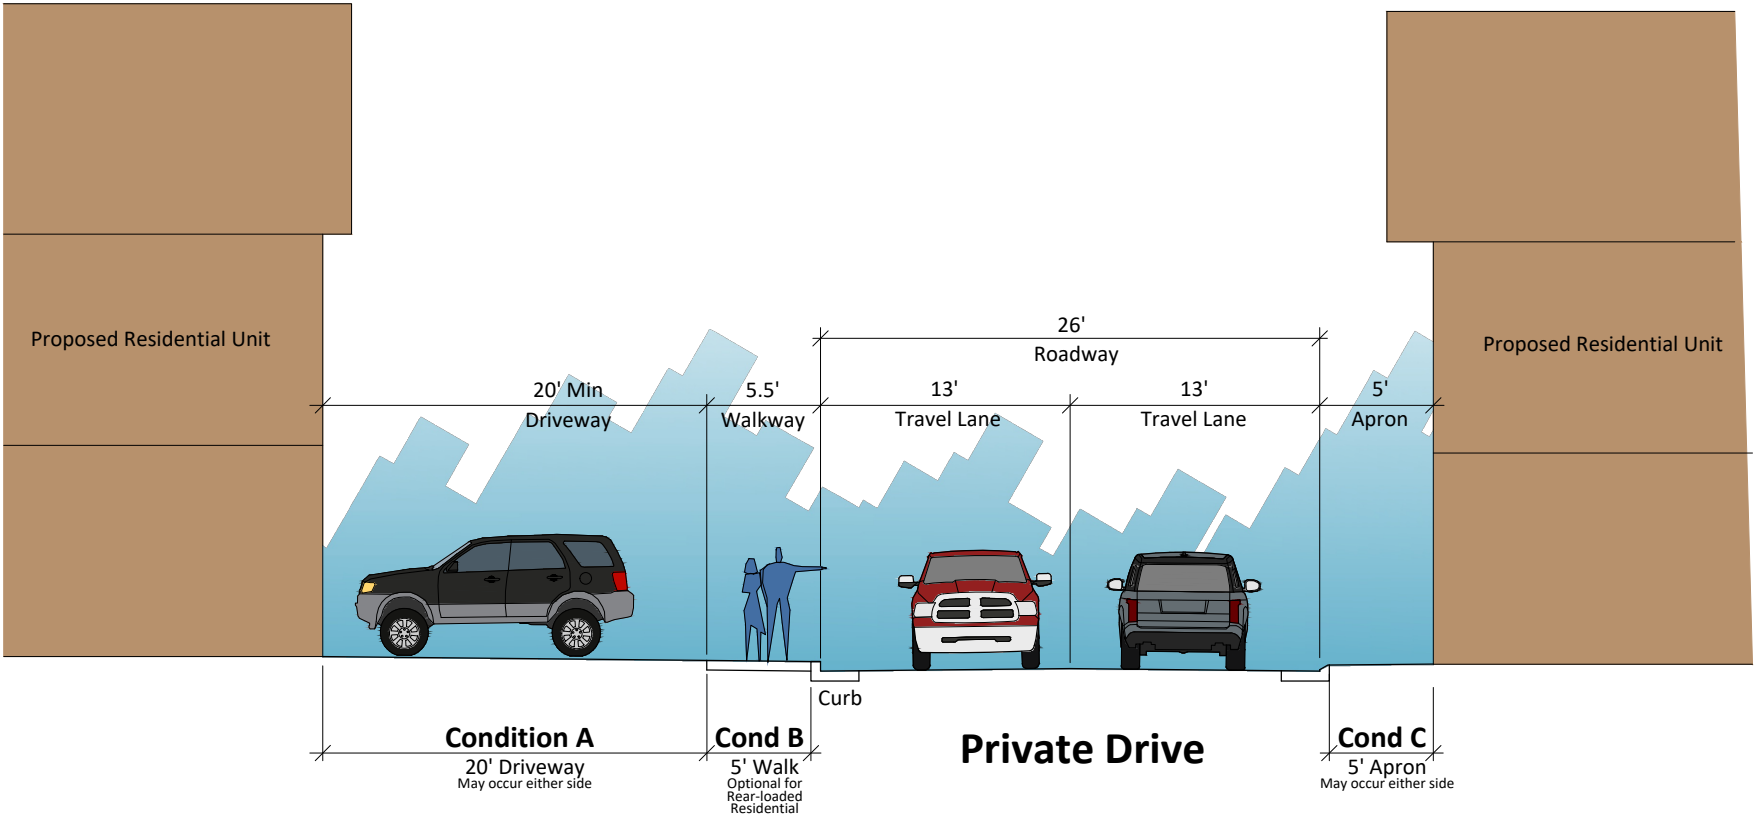 Proposed Residential Unit
Proposed Residential Unit
26'
Roadway
20' Min
Driveway
5.5'
Walkway
13'
Travel Lane
13'
Travel Lane
5'
Apron
Curb
Condition A
20' Driveway
May occur either side
Cond B
5' Walk
Optional for
Rear-loaded
Residential
Private Drive
Cond C
5' Apron
May occur either side